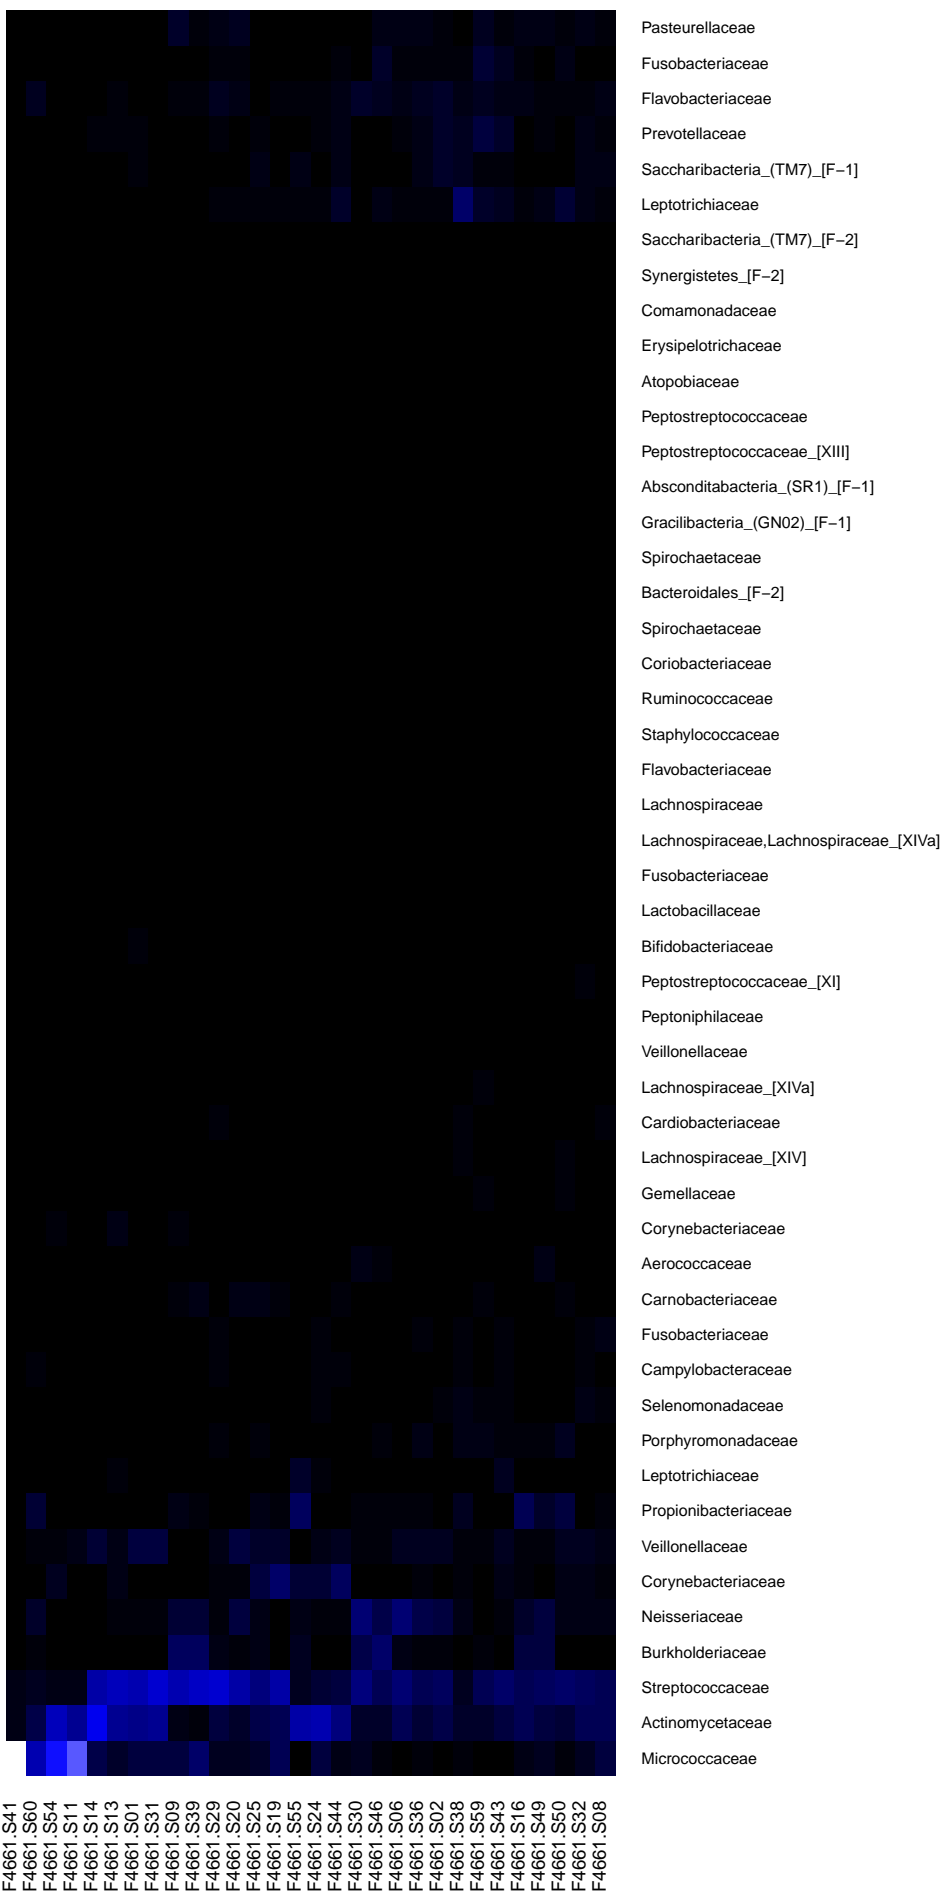 Pasteurellaceae
Fusobacteriaceae
Flavobacteriaceae
Prevotellaceae
Saccharibacteria_(TM7)_[F−1]
Leptotrichiaceae
Saccharibacteria_(TM7)_[F−2]
Synergistetes_[F−2]
Comamonadaceae
Erysipelotrichaceae
Atopobiaceae
Peptostreptococcaceae
Peptostreptococcaceae_[XIII]
Absconditabacteria_(SR1)_[F−1]
Gracilibacteria_(GN02)_[F−1]
Spirochaetaceae
Bacteroidales_[F−2]
Spirochaetaceae
Coriobacteriaceae
Ruminococcaceae
Staphylococcaceae
Flavobacteriaceae
Lachnospiraceae
Lachnospiraceae,Lachnospiraceae_[XIVa]
Fusobacteriaceae
Lactobacillaceae
Bifidobacteriaceae
Peptostreptococcaceae_[XI]
Peptoniphilaceae
Veillonellaceae
Lachnospiraceae_[XIVa]
Cardiobacteriaceae
Lachnospiraceae_[XIV]
Gemellaceae
Corynebacteriaceae
Aerococcaceae
Carnobacteriaceae
Fusobacteriaceae
Campylobacteraceae
Selenomonadaceae
Porphyromonadaceae
Leptotrichiaceae
Propionibacteriaceae
Veillonellaceae
Corynebacteriaceae
Neisseriaceae
Burkholderiaceae
Streptococcaceae
Actinomycetaceae
Micrococcaceae
F4661.S41
F4661.S60
F4661.S54
F4661.S11
F4661.S14
F4661.S13
F4661.S01
F4661.S31
F4661.S09
F4661.S39
F4661.S29
F4661.S20
F4661.S25
F4661.S19
F4661.S55
F4661.S24
F4661.S44
F4661.S30
F4661.S46
F4661.S06
F4661.S36
F4661.S02
F4661.S38
F4661.S59
F4661.S43
F4661.S16
F4661.S49
F4661.S50
F4661.S32
F4661.S08